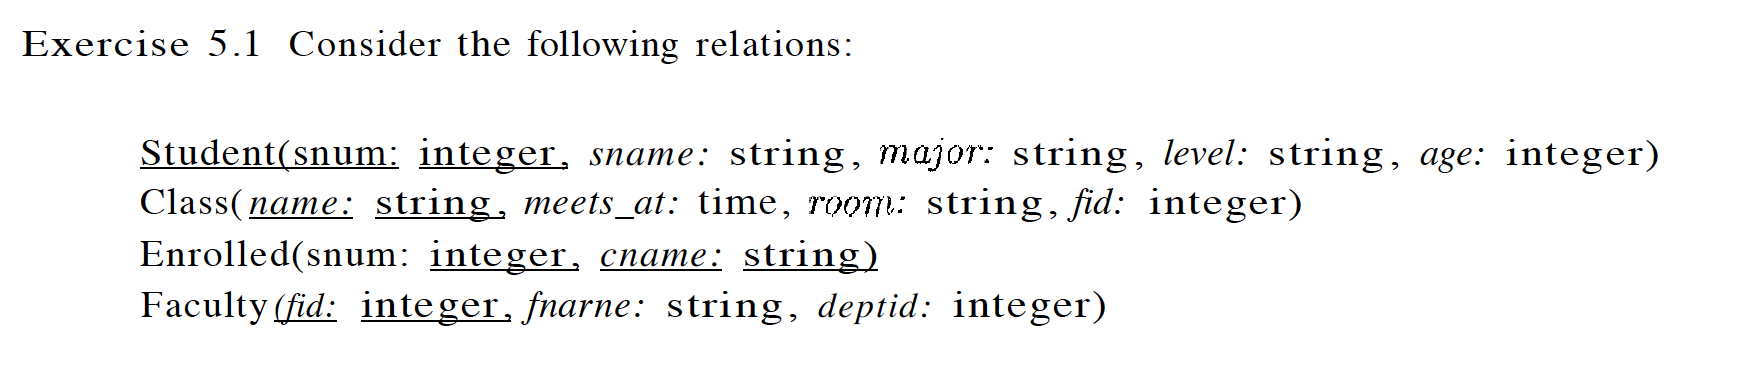 Exercise 5.1 Consider the following relations:
Student(snum: integer, sname: string, major: string, level: string, age: integer)
Class(name: string, meets_at: time, room: string, fid: integer)
Enrolled(snum: integer, cname: string)
Faculty(fid: integer, fnarne: string, deptid: integer)